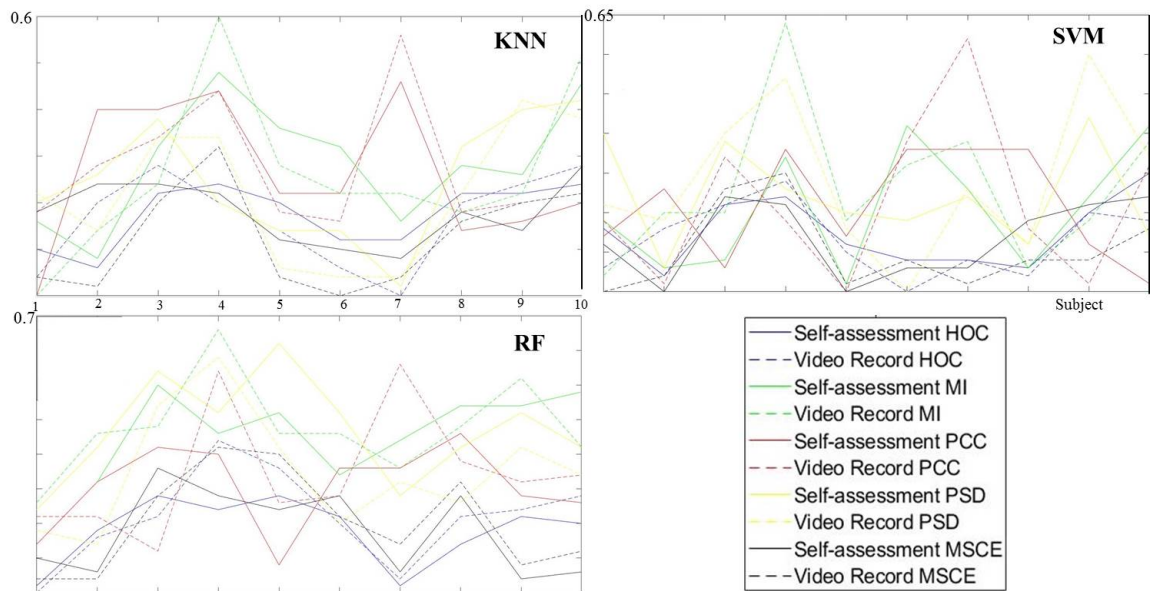 0.6
KNN
1 2 3 4 5 6 7 8 9 10
0.65
SVM
Subject
0.7
RF
Self-assessment HOC
Video Record HOC
Self-assessment MI
Video Record MI
Self-assessment PCC
Video Record PCC
Self-assessment PSD
Video Record PSD
Self-assessment MSCE
Video Record MSCE